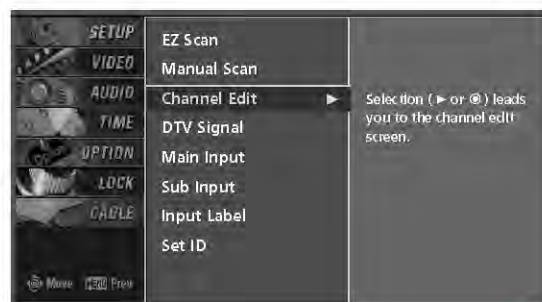 SETUP
VIDEO
AUDIO
TIME
OPTION
LOCK
CABLE
Move MENU Prev
EZ Scan
Manual Scan
Channel Edit ►
DTV Signal
Main Input
Sub Input
Input Label
Set ID
Selection ( ► or ◉ ) leads
you to the channel edit
screen.